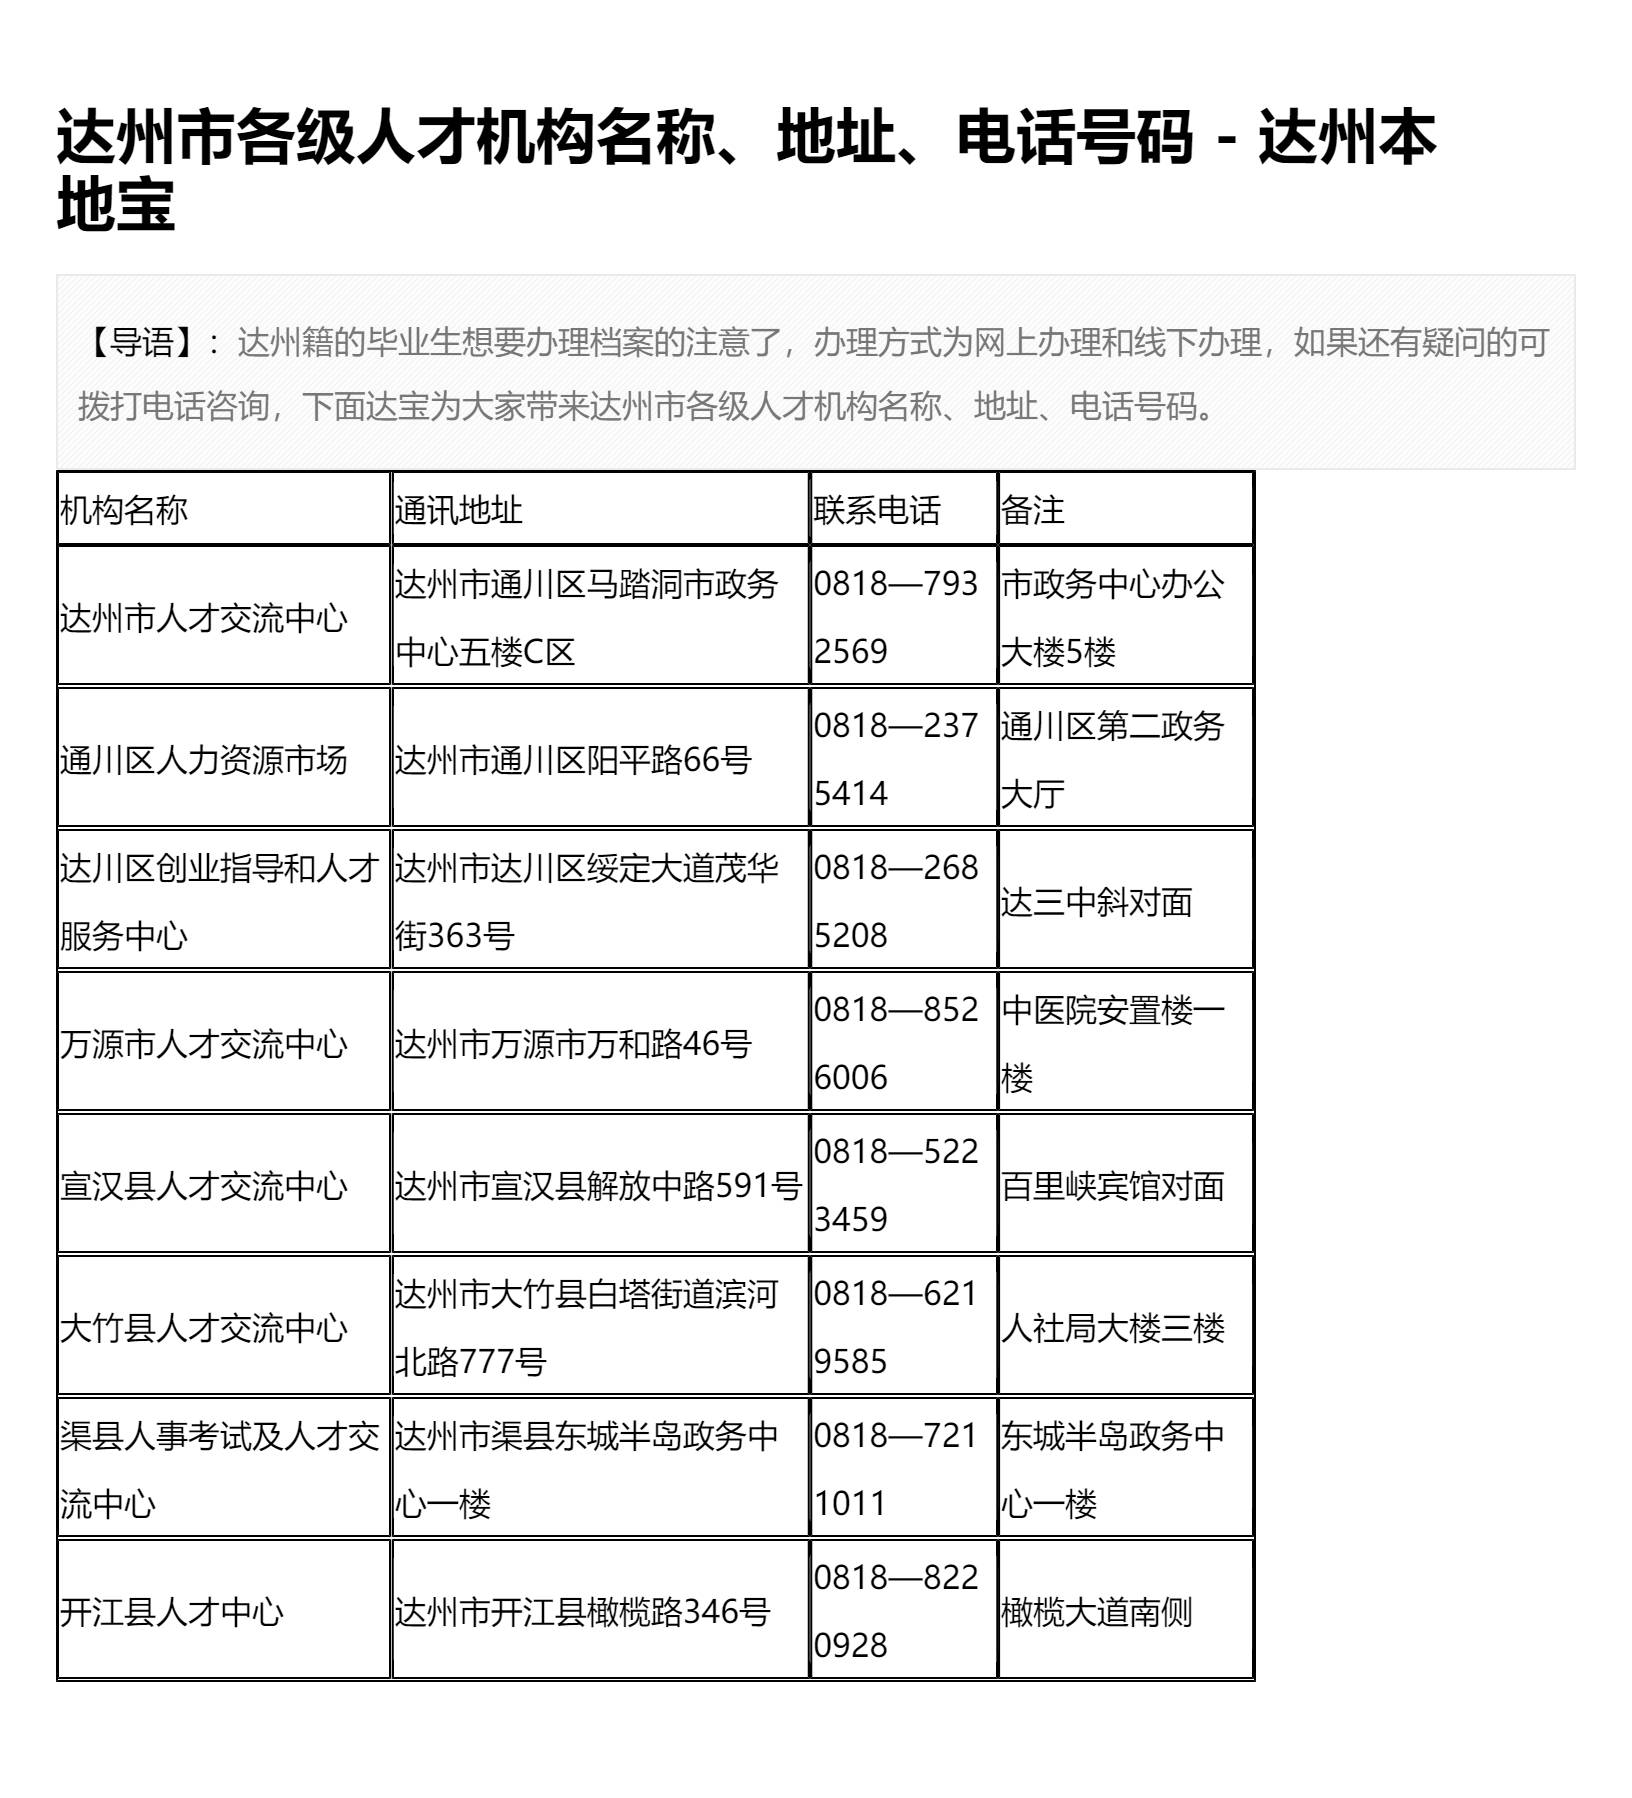 达州市各级人才机构名称、地址、电话号码 - 达州本
地宝
【导语】：达州籍的毕业生想要办理档案的注意了，办理方式为网上办理和线下办理，如果还有疑问的可
拨打电话咨询，下面达宝为大家带来达州市各级人才机构名称、地址、电话号码。
机构名称 通讯地址 联系电话 备注
达州市人才交流中心
达州市通川区马踏洞市政务
中心五楼C区
0818—793
2569
市政务中心办公
大楼5楼
通川区人力资源市场
达州市通川区阳平路66号
0818—237
5414
通川区第二政务
大厅
达川区创业指导和人才
服务中心
达州市达川区绥定大道茂华
街363号
0818—268
5208
达三中斜对面
万源市人才交流中心
达州市万源市万和路46号
0818—852
6006
中医院安置楼一
楼
宣汉县人才交流中心
达州市宣汉县解放中路591号
0818—522
3459
百里峡宾馆对面
大竹县人才交流中心
达州市大竹县白塔街道滨河
北路777号
0818—621
9585
人社局大楼三楼
渠县人事考试及人才交
流中心
达州市渠县东城半岛政务中
心一楼
0818—721
1011
东城半岛政务中
心一楼
开江县人才中心
达州市开江县橄榄路346号
0818—822
0928
橄榄大道南侧